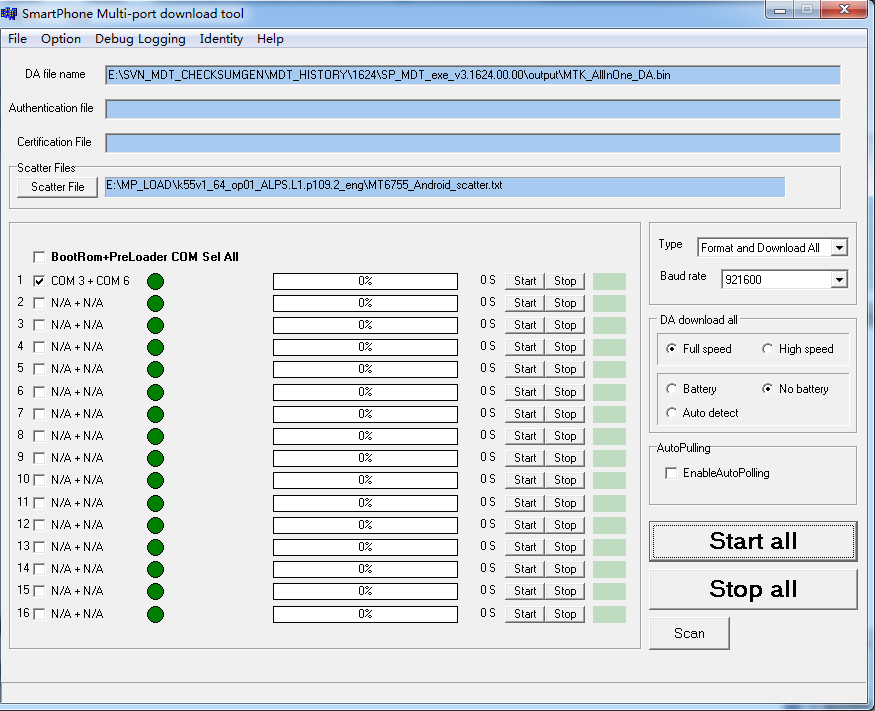 SmartPhone Multi-port download tool
File Option Debug Logging Identity Help
DA file name E:\SVN_MDT_CHECKSUMGEN\MDT_HISTORY\1624\SP_MDT_exe_v3.1624.00.00\output\MTK_AllInOne_DA.bin
Authentication file
Certification File
Scatter Files
Scatter File E:\MP_LOAD\k55v1_64_op01_ALPS.L1.p109.2_eng\MT6755_Android_scatter.txt
BootRom+PreLoader COM Sel All
1 COM 3 + COM 6 0% 0 S Start Stop
2 N/A + N/A 0% 0 S Start Stop
3 N/A + N/A 0% 0 S Start Stop
4 N/A + N/A 0% 0 S Start Stop
5 N/A + N/A 0% 0 S Start Stop
6 N/A + N/A 0% 0 S Start Stop
7 N/A + N/A 0% 0 S Start Stop
8 N/A + N/A 0% 0 S Start Stop
9 N/A + N/A 0% 0 S Start Stop
10 N/A + N/A 0% 0 S Start Stop
11 N/A + N/A 0% 0 S Start Stop
12 N/A + N/A 0% 0 S Start Stop
13 N/A + N/A 0% 0 S Start Stop
14 N/A + N/A 0% 0 S Start Stop
15 N/A + N/A 0% 0 S Start Stop
16 N/A + N/A 0% 0 S Start Stop
Type Format and Download All
Baud rate 921600
DA download all
Full speed High speed
Battery No battery
Auto detect
AutoPulling
EnableAutoPolling
Start all
Stop all
Scan